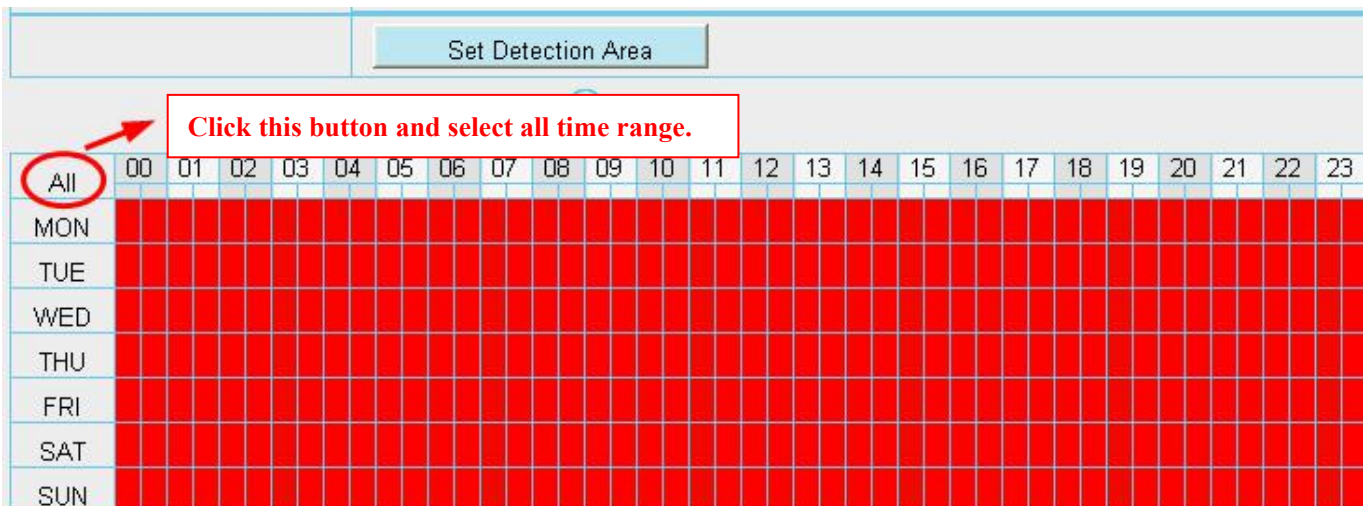 Set Detection Area
Click this button and select all time range.
All 00 01 02 03 04 05 06 07 08 09 10 11 12 13 14 15 16 17 18 19 20 21 22 23
MON
TUE
WED
THU
FRI
SAT
SUN